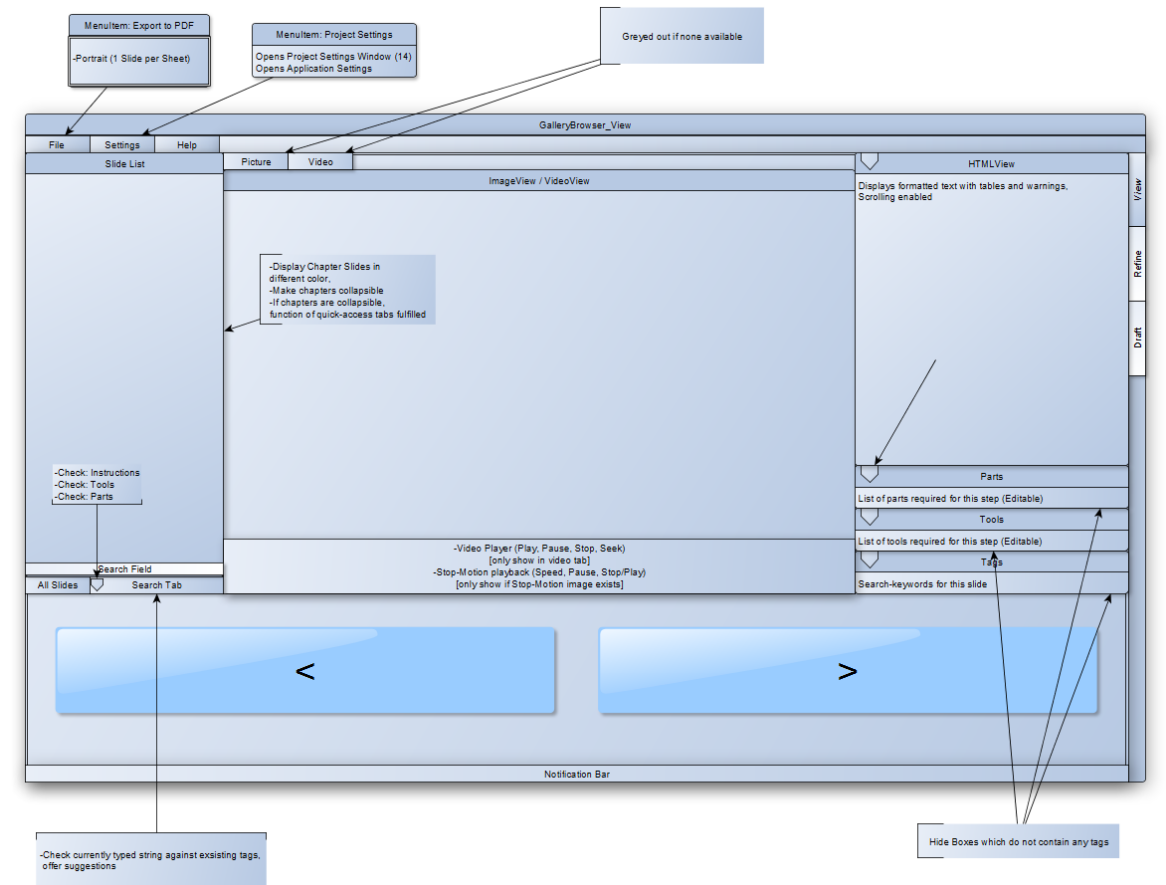 MenuItem: Export to PDF
-Portrait (1 Slide per Sheet)
MenuItem: Project Settings
Opens Project Settings Window (14)
Opens Application Settings
Greyed out if none available
GalleryBrowser_View
File
Settings
Help
Slide List
Picture
Video
ImageView / VideoView
HTMLView
Displays formatted text with tables and warnings,
Scrolling enabled
View
Refine
Draft
-Display Chapter Slides in
different color,
-Make chapters collapsible
-If chapters are collapsible,
function of quick-access tabs fulfilled
-Check: Instructions
-Check: Tools
-Check: Parts
Search Field
All Slides
Search Tab
-Video Player (Play, Pause, Stop, Seek)
[only show in video tab]
-Stop-Motion playback (Speed, Pause, Stop/Play)
[only show if Stop-Motion image exists]
Parts
List of parts required for this step (Editable)
Tools
List of tools required for this step (Editable)
Tags
Search-keywords for this slide
<
>
Notification Bar
-Check currently typed string against exsisting tags,
offer suggestions
Hide Boxes which do not contain any tags